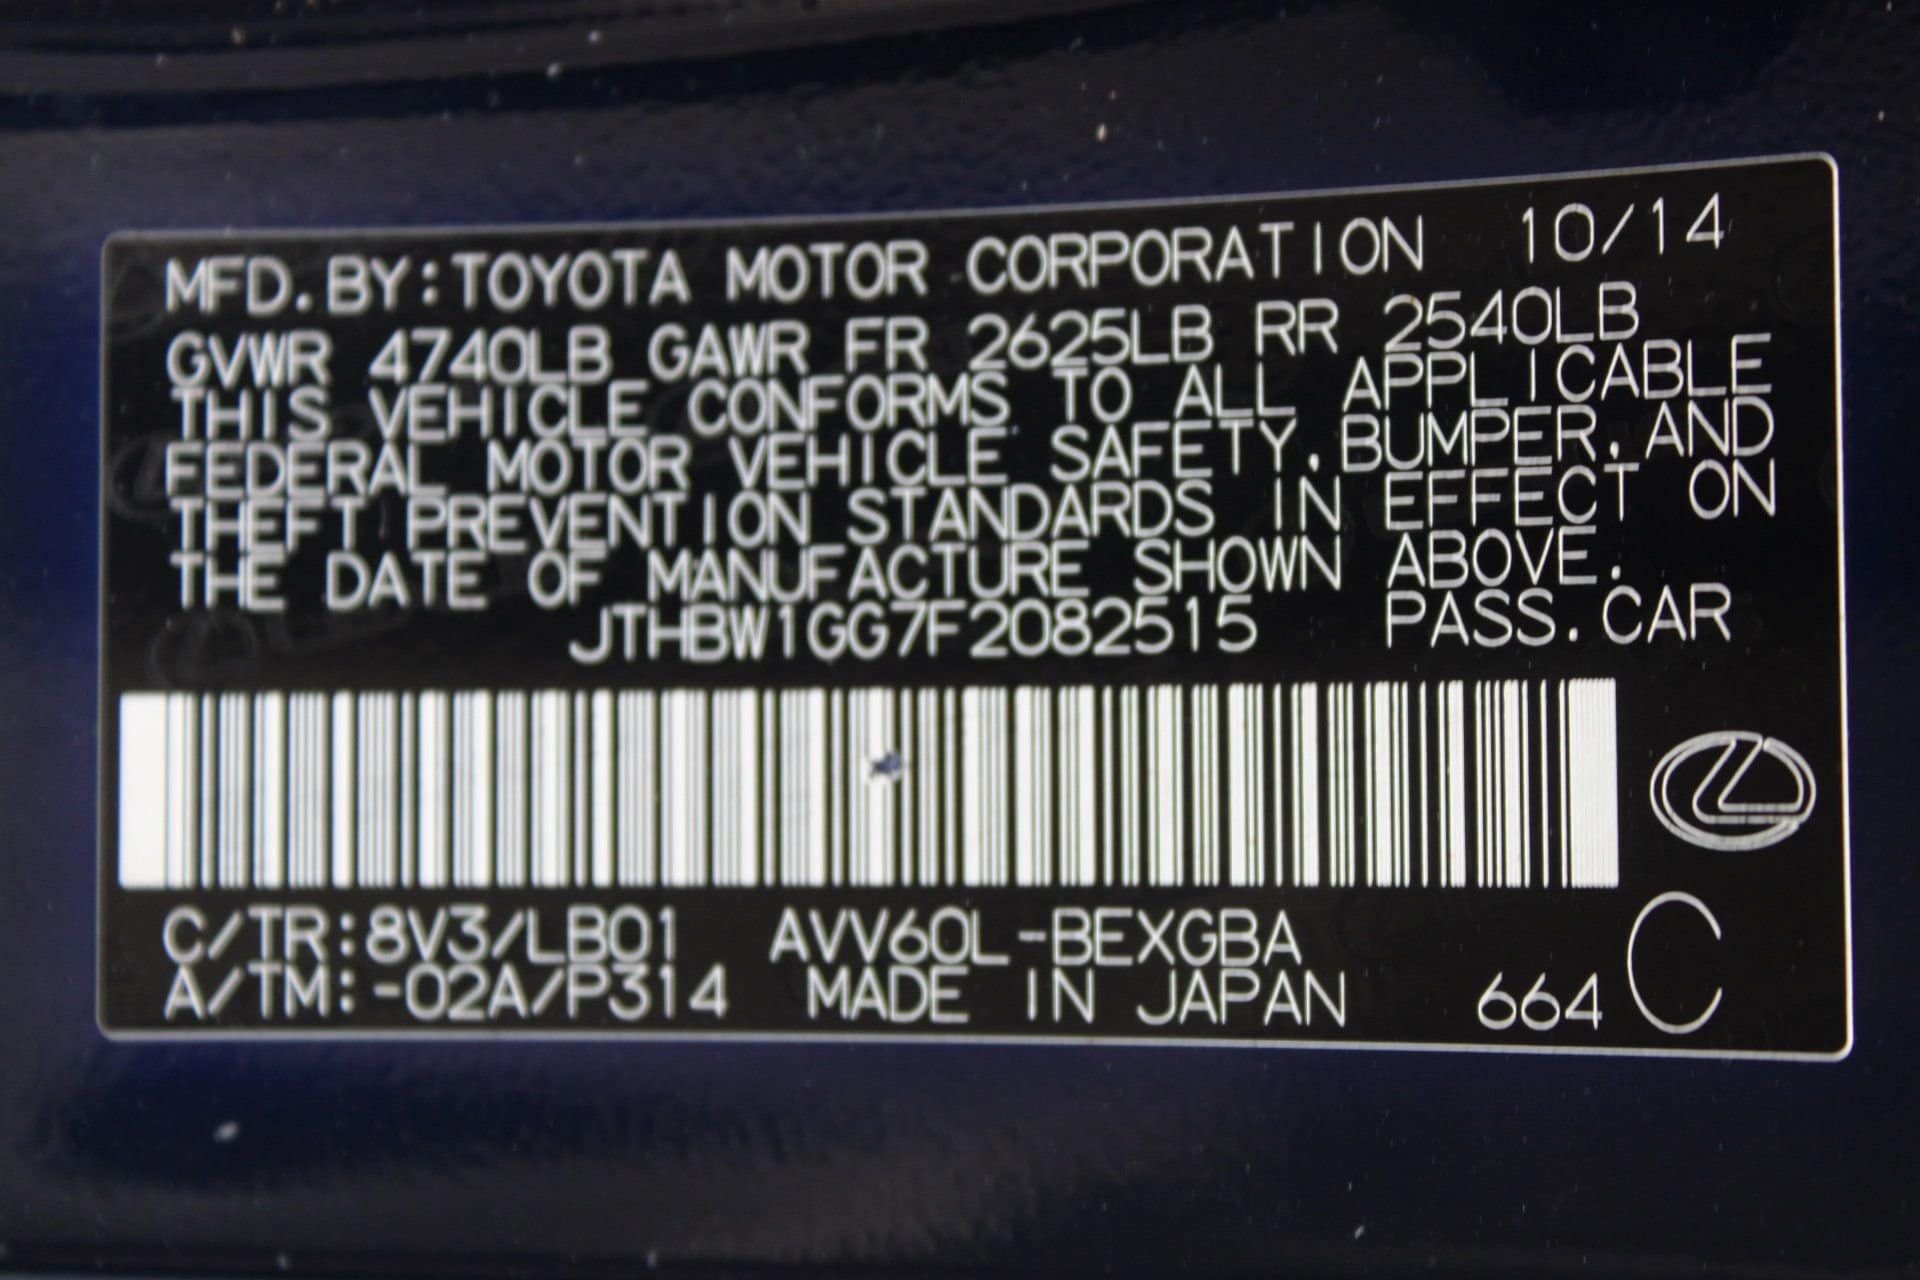 MFD.BY:TOYOTA MOTOR CORPORATION 10/14
GVWR 4740LB GAWR FR 2625LB RR 2540LB
THIS VEHICLE CONFORMS TO ALL APPLICABLE
FEDERAL MOTOR VEHICLE SAFETY,BUMPER,AND
THEFT PREVENTION STANDARDS IN EFFECT ON
THE DATE OF MANUFACTURE SHOWN ABOVE.
JTHBW1GG7F2082515 PASS.CAR
C/TR:8V3/LB01 AVV60L-BEXGBA
A/TM:-02A/P314 MADE IN JAPAN 664 C